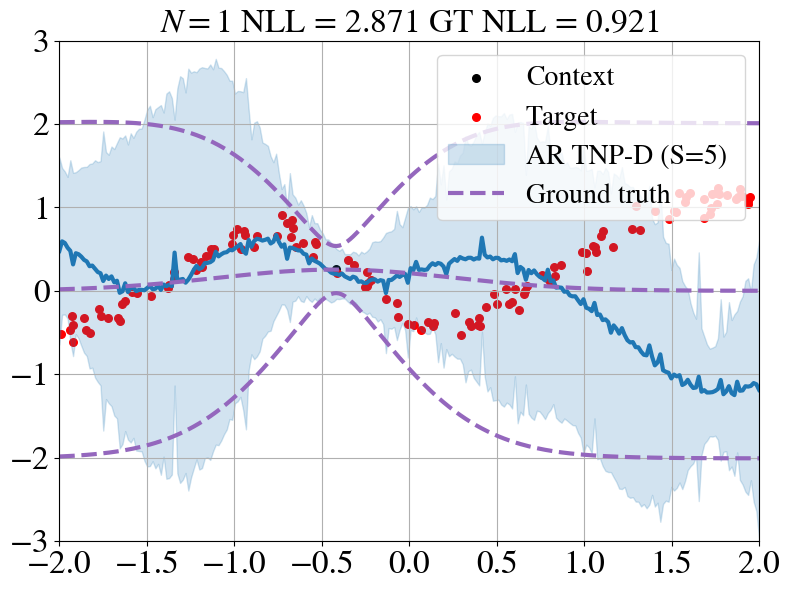 N = 1 NLL = 2.871 GT NLL = 0.921
Context
Target
AR TNP-D (S=5)
Ground truth
3
2
1
0
−1
−2
−3
−2.0 −1.5 −1.0 −0.5 0.0 0.5 1.0 1.5 2.0